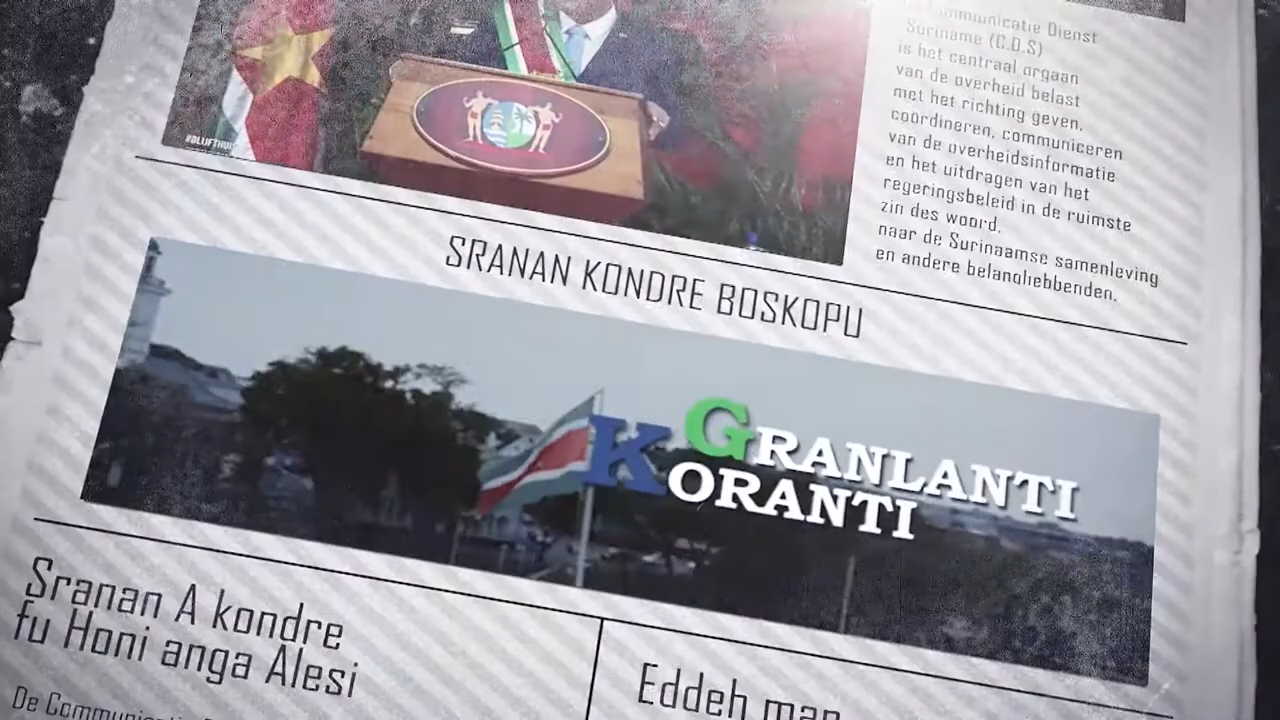 #BLIJFTHUIS
Communicatie Dienst
Suriname (C.D.S)
is het centraal orgaan
van de overheid belast
met het richting geven,
coördineren, communiceren
van de overheidsinformatie
en het uitdragen van het
regeringsbeleid in de ruimste
zin des woord.
naar de Surinaamse samenleving
en andere belanghebbenden.
SRANAN KONDRE BOSKOPU
GRANLANTI
KORANTI
Sranan A kondre
fu Honi anga Alesi
De
Eddeh man